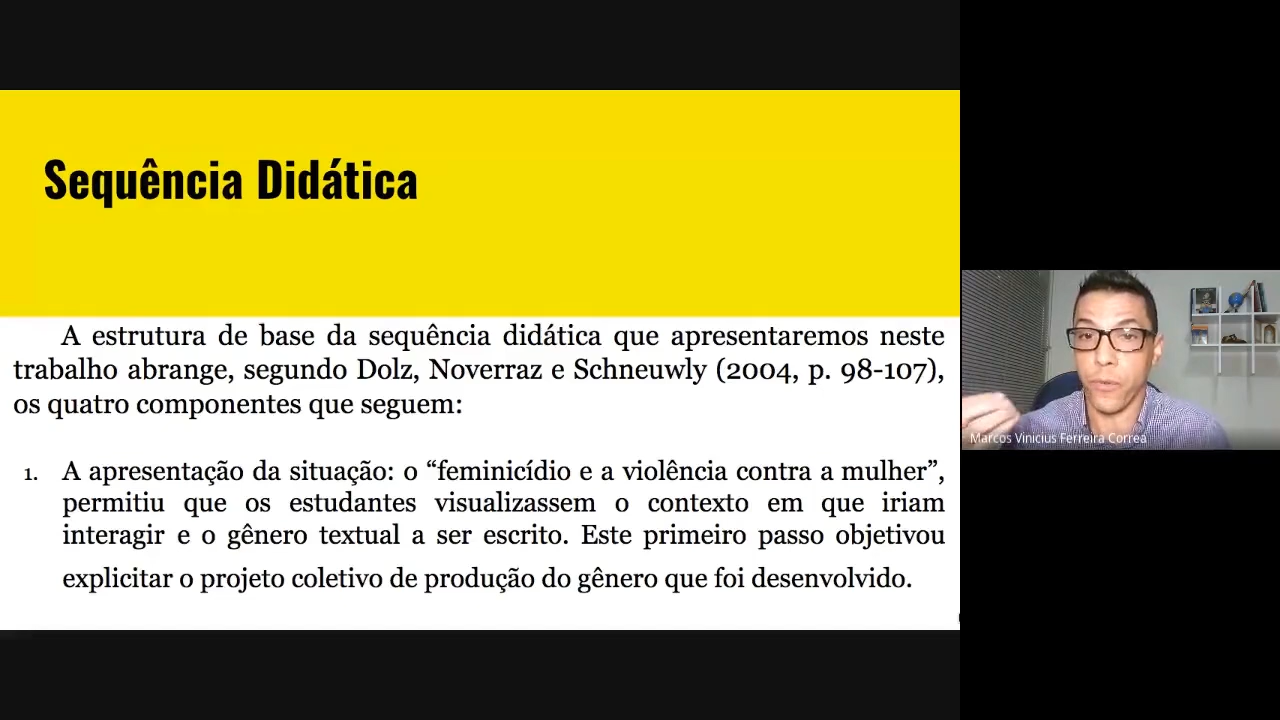 Sequência Didática
A estrutura de base da sequência didática que apresentaremos neste
trabalho abrange, segundo Dolz, Noverraz e Schneuwly (2004, p. 98-107),
os quatro componentes que seguem:
1. A apresentação da situação: o “feminicídio e a violência contra a mulher”,
permitiu que os estudantes visualizassem o contexto em que iriam
interagir e o gênero textual a ser escrito. Este primeiro passo objetivou
explicitar o projeto coletivo de produção do gênero que foi desenvolvido.
Marcos Vinicius Ferreira Correa